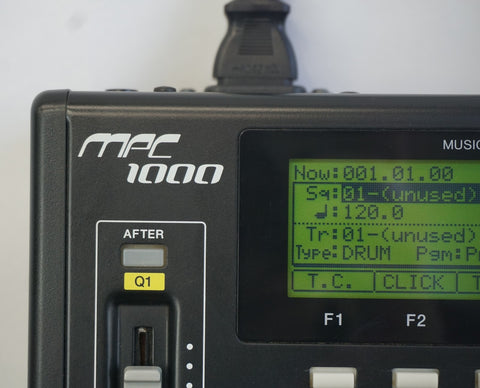 MPC
1000
MUSIC
Now:001.01.00
Sq:01-(unused)
♩:120.0
Tr:01-(unused)
Type:DRUM Pgm:P
T.C. CLICK T
AFTER
Q1
F1 F2